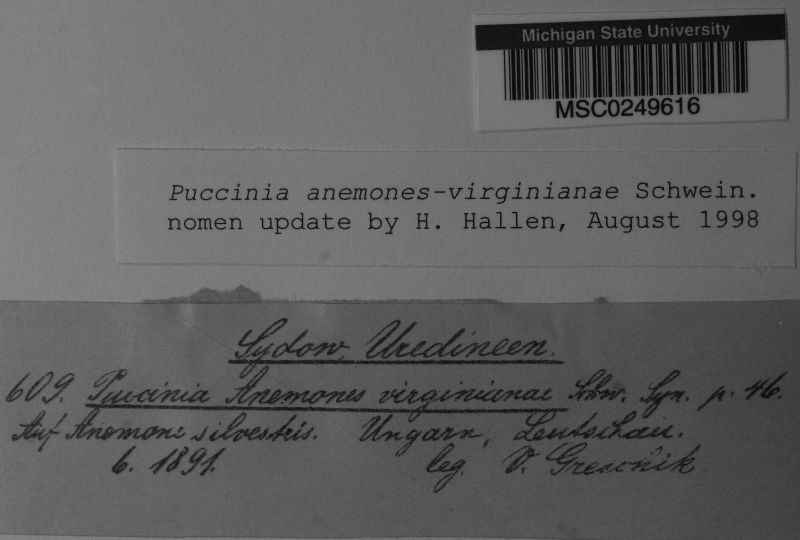 Michigan State University
MSC0249616
Puccinia anemones-virginianae Schwein.
nomen update by H. Hallen, August 1998
Sydow, Uredineen.
609. Puccinia Anemones virginianae Schw. Syn. p. 46.
Auf Anemone silvestris. Ungarn, Leutschau.
6. 1891. leg. V. Greschik